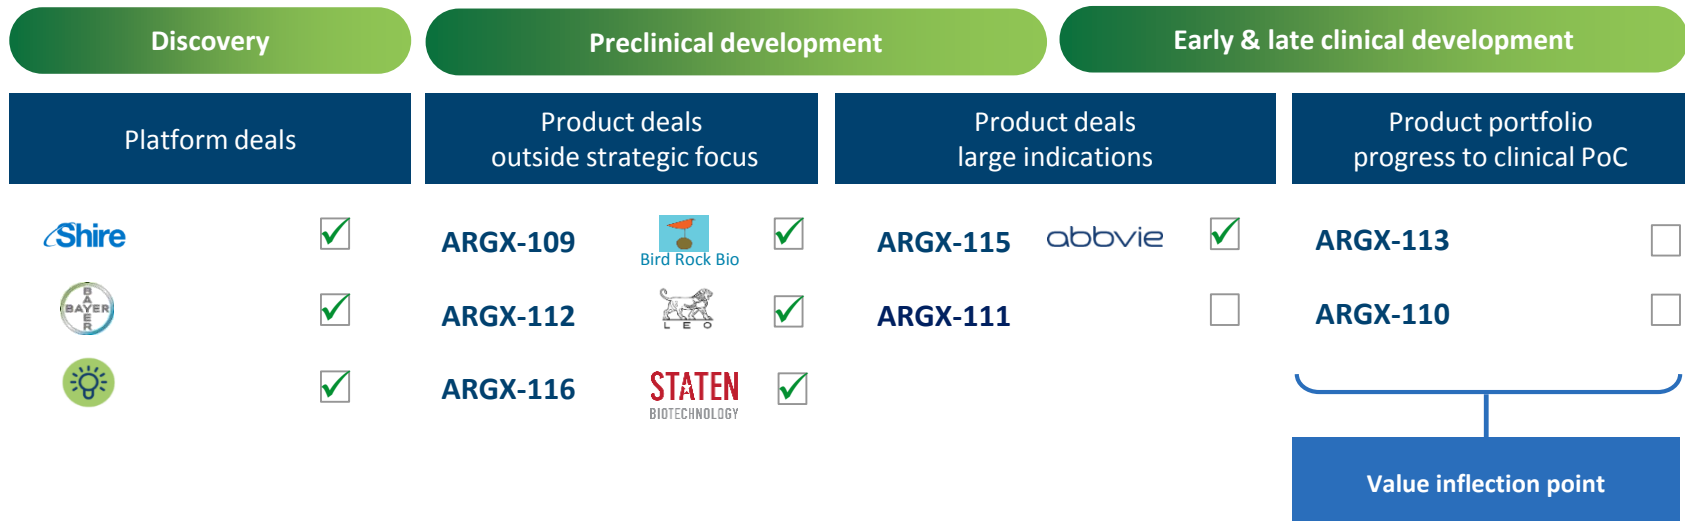 Discovery
Preclinical development
Early & late clinical development
Platform deals
Product deals
outside strategic focus
Product deals
large indications
Product portfolio
progress to clinical PoC
Shire
BAYER
BAYER
ARGX-109
Bird Rock Bio
ARGX-112
LEO
ARGX-116
STATEN
BIOTECHNOLOGY
ARGX-115
abbvie
ARGX-111
ARGX-113
ARGX-110
Value inflection point